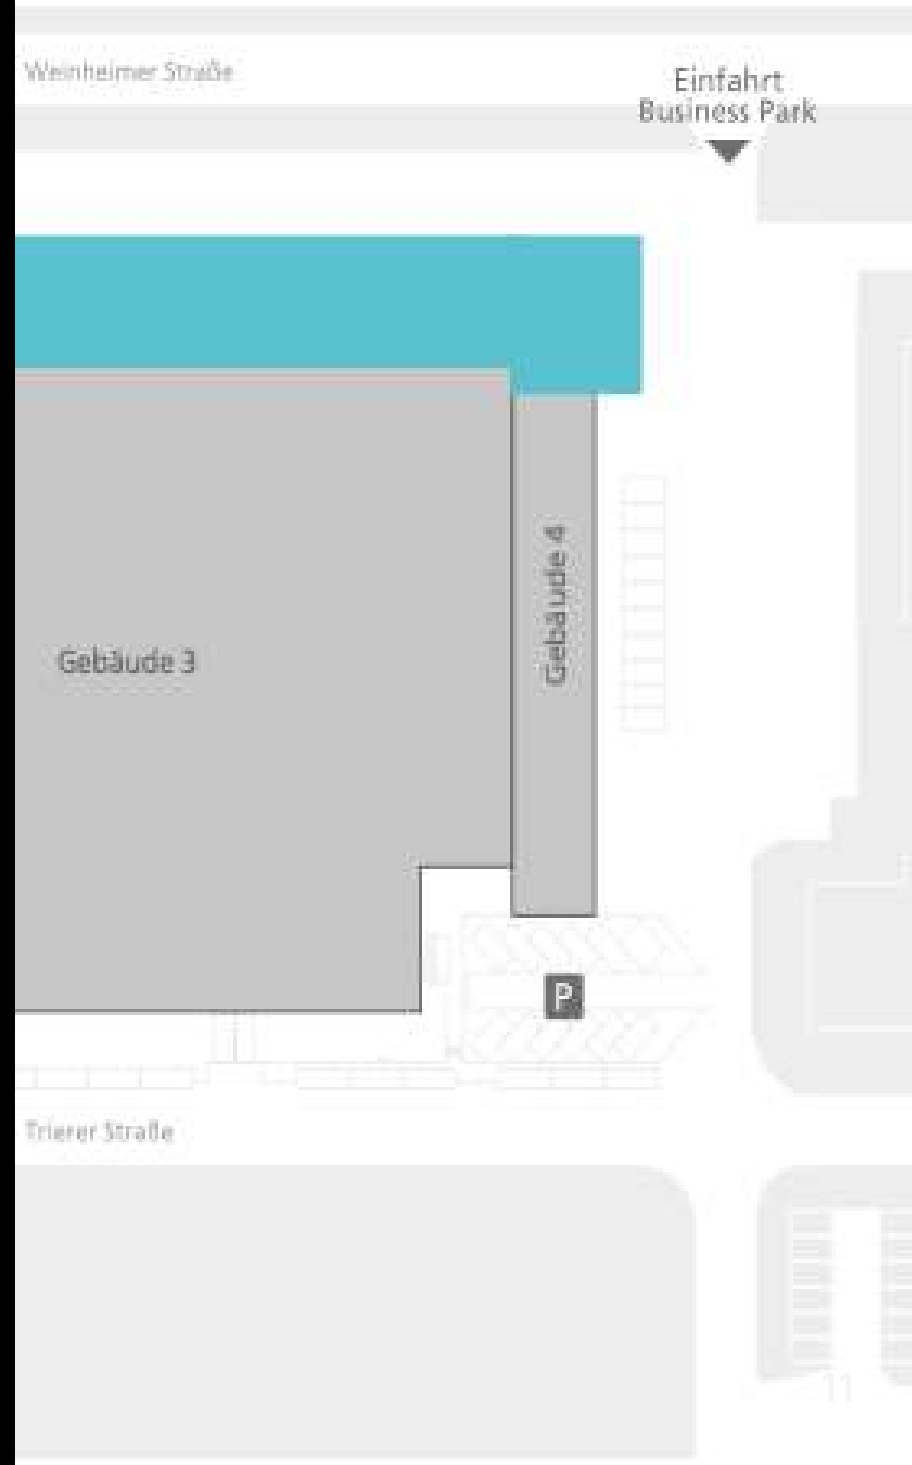 Weinheimer Straße
Einfahrt
Business Park
Gebäude 4
Gebäude 3
P
Trierer Straße
11